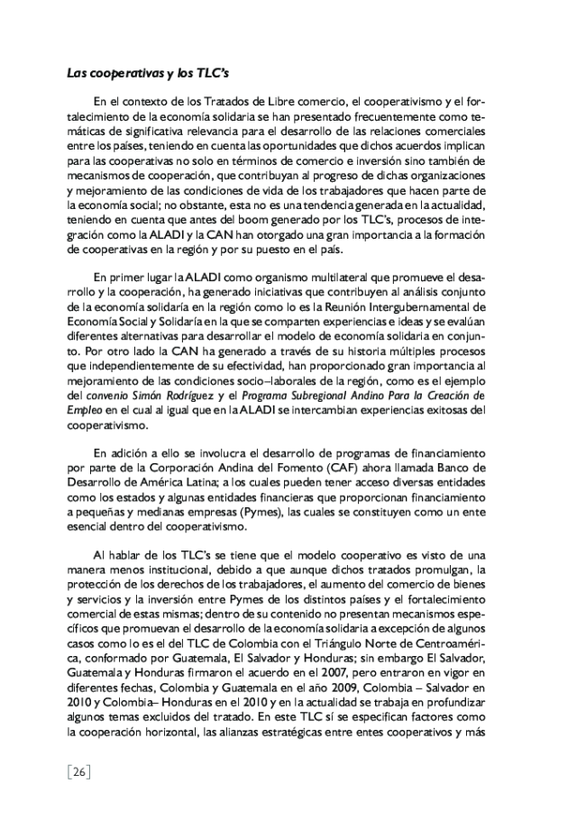 Las cooperativas y los TLC's
En el contexto de los Tratados de Libre comercio, el cooperativismo y el for-
talecimiento de la economía solidaria se han presentado frecuentemente como te-
máticas de significativa relevancia para el desarrollo de las relaciones comerciales
entre los países, teniendo en cuenta las oportunidades que dichos acuerdos implican
para las cooperativas no solo en términos de comercio e inversión sino también de
mecanismos de cooperación, que contribuyan al progreso de dichas organizaciones
y mejoramiento de las condiciones de vida de los trabajadores que hacen parte de
la economía social; no obstante, esta no es una tendencia generada en la actualidad,
teniendo en cuenta que antes del boom generado por los TLC's, procesos de inte-
gración como la ALADI y la CAN han otorgado una gran importancia a la formación
de cooperativas en la región y por su puesto en el país.
En primer lugar la ALADI como organismo multilateral que promueve el desa-
rrollo y la cooperación, ha generado iniciativas que contribuyen al análisis conjunto
de la economía solidaría en la región como lo es la Reunión Intergubernamental de
Economía Social y Solidaría en la que se comparten experiencias e ideas y se evalúan
diferentes alternativas para desarrollar el modelo de economía solidaria en conjun-
to. Por otro lado la CAN ha generado a través de su historia múltiples procesos
que independientemente de su efectividad, han proporcionado gran importancia al
mejoramiento de las condiciones socio–laborales de la región, como es el ejemplo
del convenio Simón Rodríguez y el Programa Subregional Andino Para la Creación de
Empleo en el cual al igual que en la ALADI se intercambian experiencias exitosas del
cooperativismo.
En adición a ello se involucra el desarrollo de programas de financiamiento
por parte de la Corporación Andina del Fomento (CAF) ahora llamada Banco de
Desarrollo de América Latina; a los cuales pueden tener acceso diversas entidades
como los estados y algunas entidades financieras que proporcionan financiamiento
a pequeñas y medianas empresas (Pymes), las cuales se constituyen como un ente
esencial dentro del cooperativismo.
Al hablar de los TLC's se tiene que el modelo cooperativo es visto de una
manera menos institucional, debido a que aunque dichos tratados promulgan, la
protección de los derechos de los trabajadores, el aumento del comercio de bienes
y servicios y la inversión entre Pymes de los distintos países y el fortalecimiento
comercial de estas mismas; dentro de su contenido no presentan mecanismos espe-
cíficos que promuevan el desarrollo de la economía solidaria a excepción de algunos
casos como lo es el del TLC de Colombia con el Triángulo Norte de Centroaméri-
ca, conformado por Guatemala, El Salvador y Honduras; sin embargo El Salvador,
Guatemala y Honduras firmaron el acuerdo en el 2007, pero entraron en vigor en
diferentes fechas, Colombia y Guatemala en el año 2009, Colombia – Salvador en
2010 y Colombia– Honduras en el 2010 y en la actualidad se trabaja en profundizar
algunos temas excluidos del tratado. En este TLC sí se especifican factores como
la cooperación horizontal, las alianzas estratégicas entre entes cooperativos y más
[26]